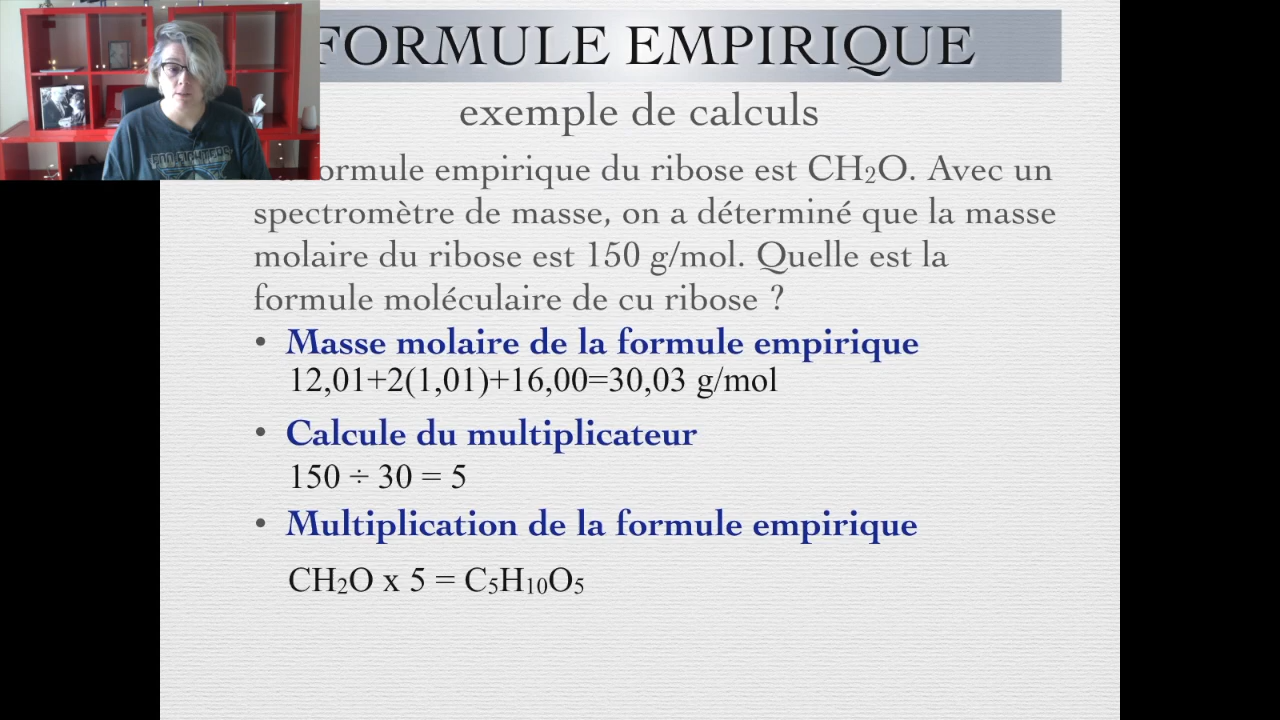 FORMULE EMPIRIQUE
exemple de calculs
formule empirique du ribose est CH₂O. Avec un
spectromètre de masse, on a déterminé que la masse
molaire du ribose est 150 g/mol. Quelle est la
formule moléculaire de cu ribose ?
• Masse molaire de la formule empirique
12,01+2(1,01)+16,00=30,03 g/mol
• Calcule du multiplicateur
150 ÷ 30 = 5
• Multiplication de la formule empirique
CH₂O x 5 = C₅H₁₀O₅
FOO FIGHTERS